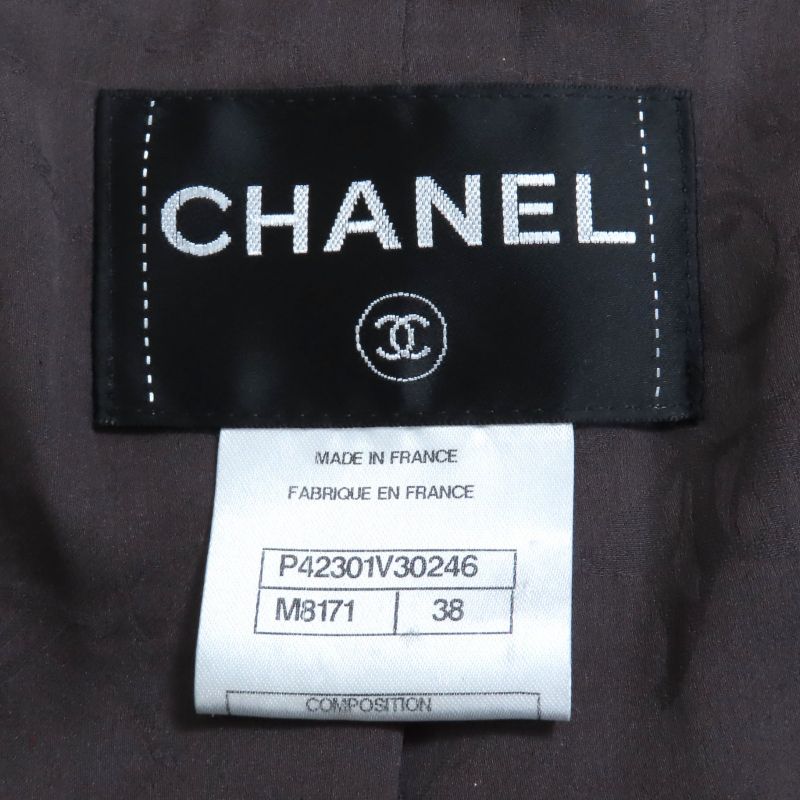 CHANEL
MADE IN FRANCE
FABRIQUE EN FRANCE
P42301V30246
M8171 38
COMPOSITION